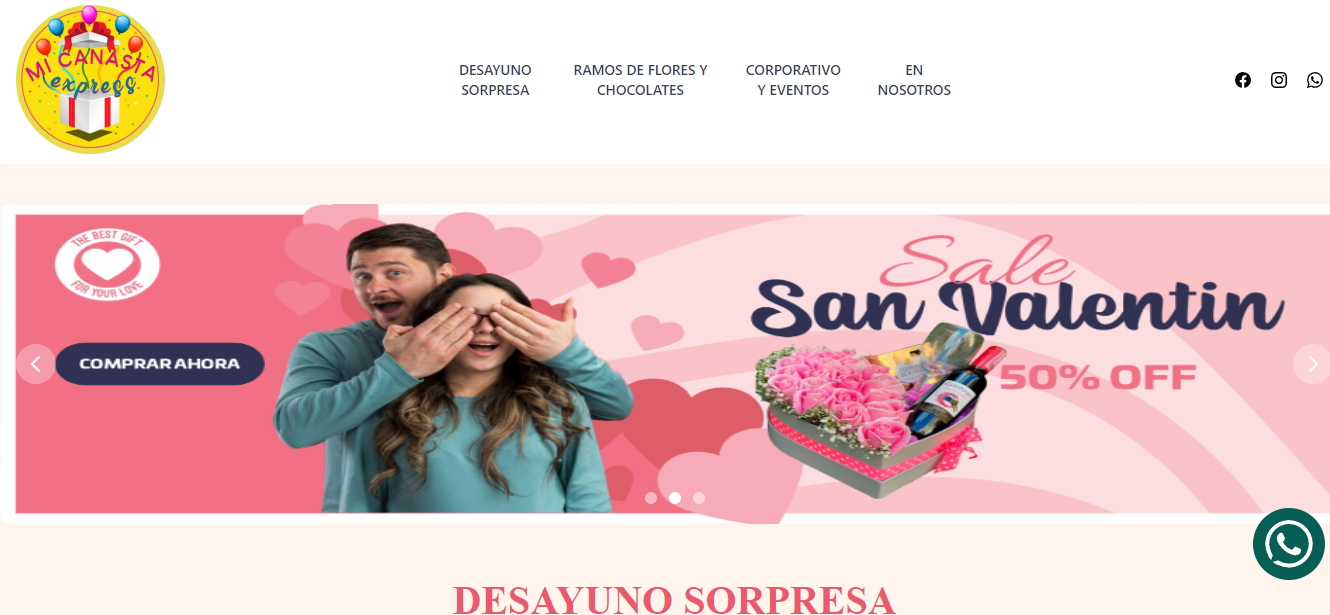 MI CANASTA
express
DESAYUNO
SORPRESA
RAMOS DE FLORES Y
CHOCOLATES
CORPORATIVO
Y EVENTOS
EN
NOSOTROS
THE BEST GIFT
FOR YOUR LOVE
COMPRAR AHORA
Sale
San Valentin
50% OFF
DESAYUNO SORPRESA